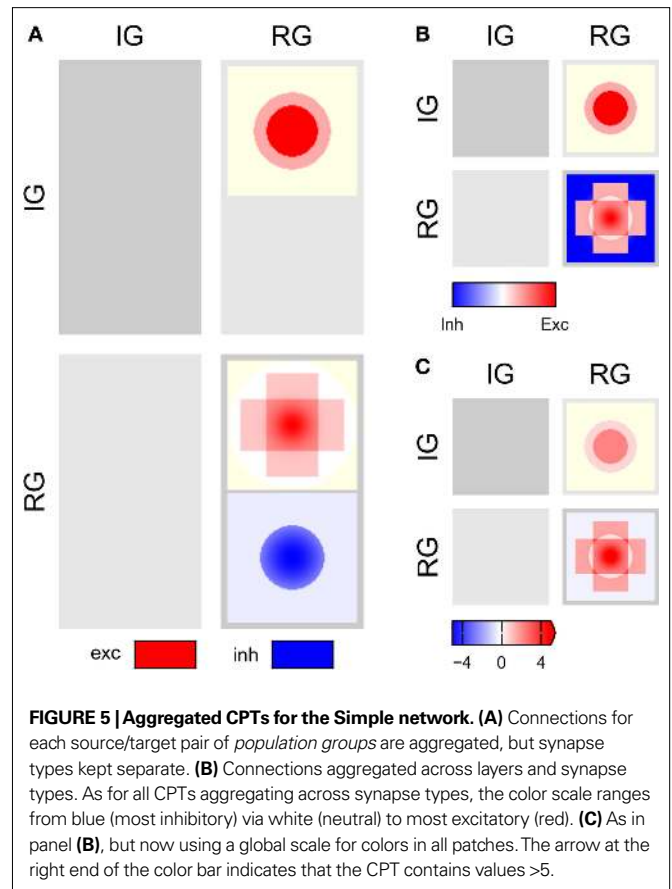 A IG RG
IG
RG
exc inh
B IG RG
IG
RG
Inh Exc
C IG RG
IG
RG
−4 0 4
FIGURE 5 | Aggregated CPTs for the Simple network. (A) Connections for
each source/target pair of population groups are aggregated, but synapse
types kept separate. (B) Connections aggregated across layers and synapse
types. As for all CPTs aggregating across synapse types, the color scale ranges
from blue (most inhibitory) via white (neutral) to most excitatory (red). (C) As in
panel (B), but now using a global scale for colors in all patches. The arrow at the
right end of the color bar indicates that the CPT contains values >5.